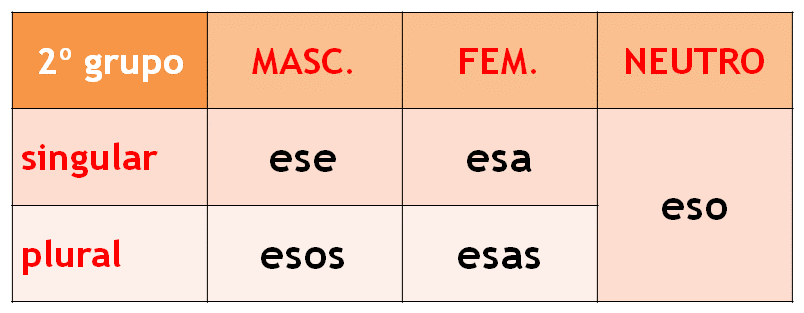 2º grupo MASC. FEM. NEUTRO
singular ese esa
eso
plural esos esas